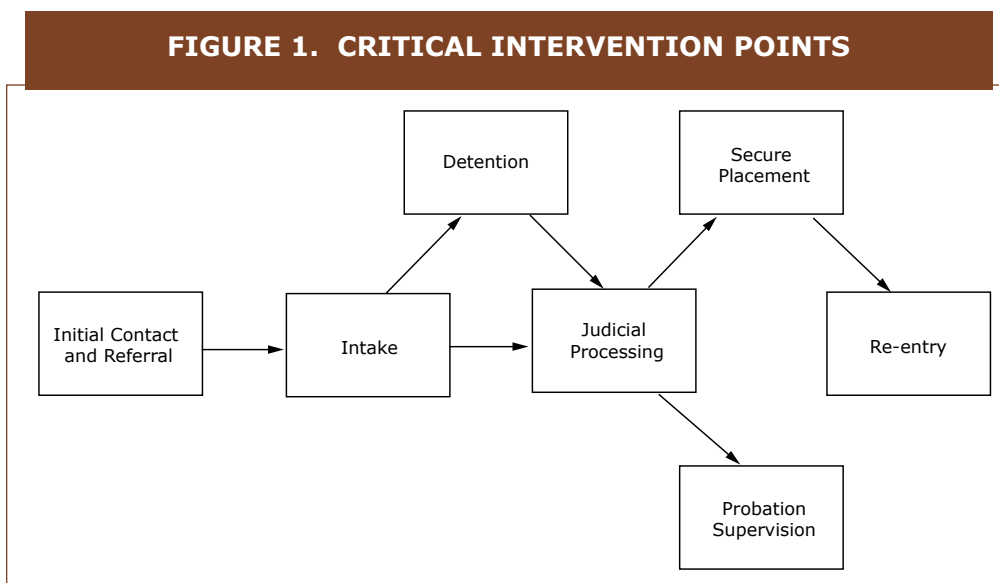 FIGURE 1. CRITICAL INTERVENTION POINTS
Detention
Secure
Placement
Initial Contact
and Referral
Intake
Judicial
Processing
Re-entry
Probation
Supervision